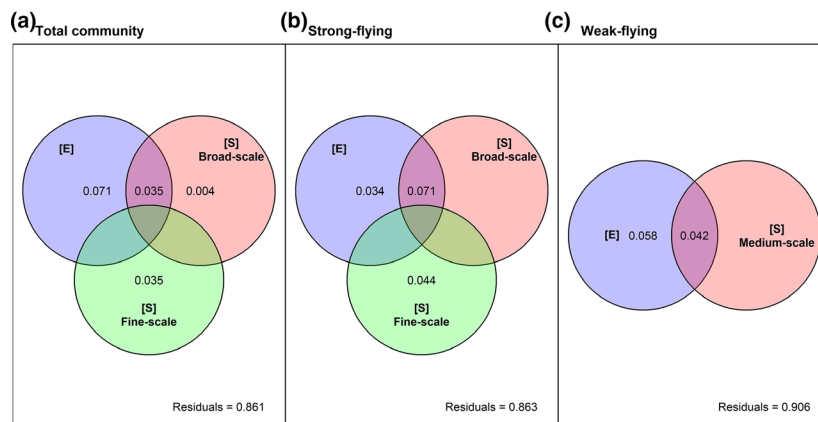 (a) Total community
[E]
[S]
Broad-scale
0.071
0.035
0.004
0.035
[S]
Fine-scale
Residuals = 0.861
(b) Strong-flying
[E]
[S]
Broad-scale
0.034
0.071
0.044
[S]
Fine-scale
Residuals = 0.863
(c) Weak-flying
[E] 0.058
0.042
[S]
Medium-scale
Residuals = 0.906